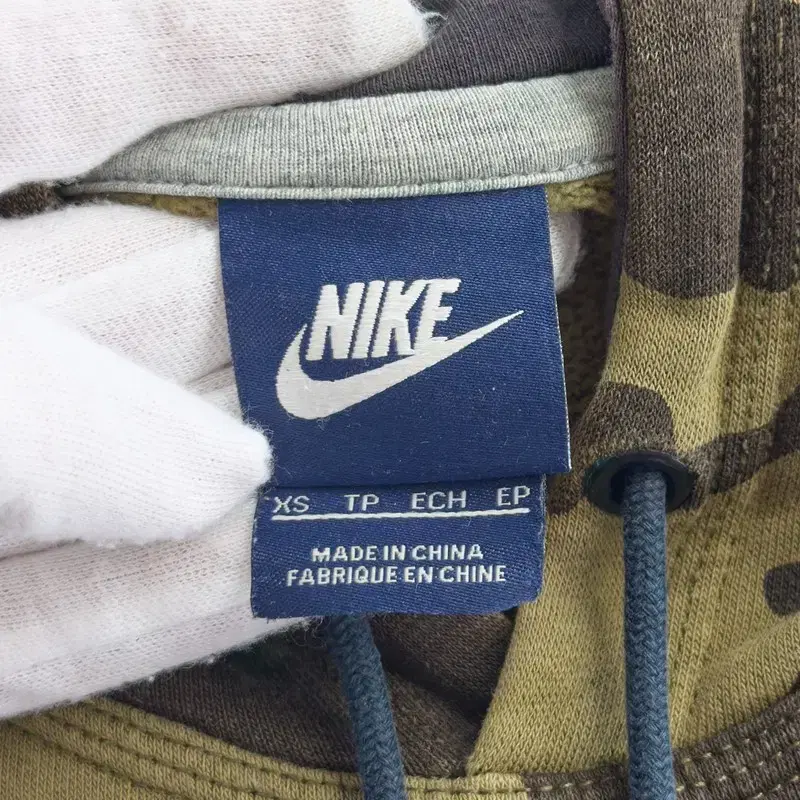 NIKE
XS TP ECH EP
MADE IN CHINA
FABRIQUE EN CHINE